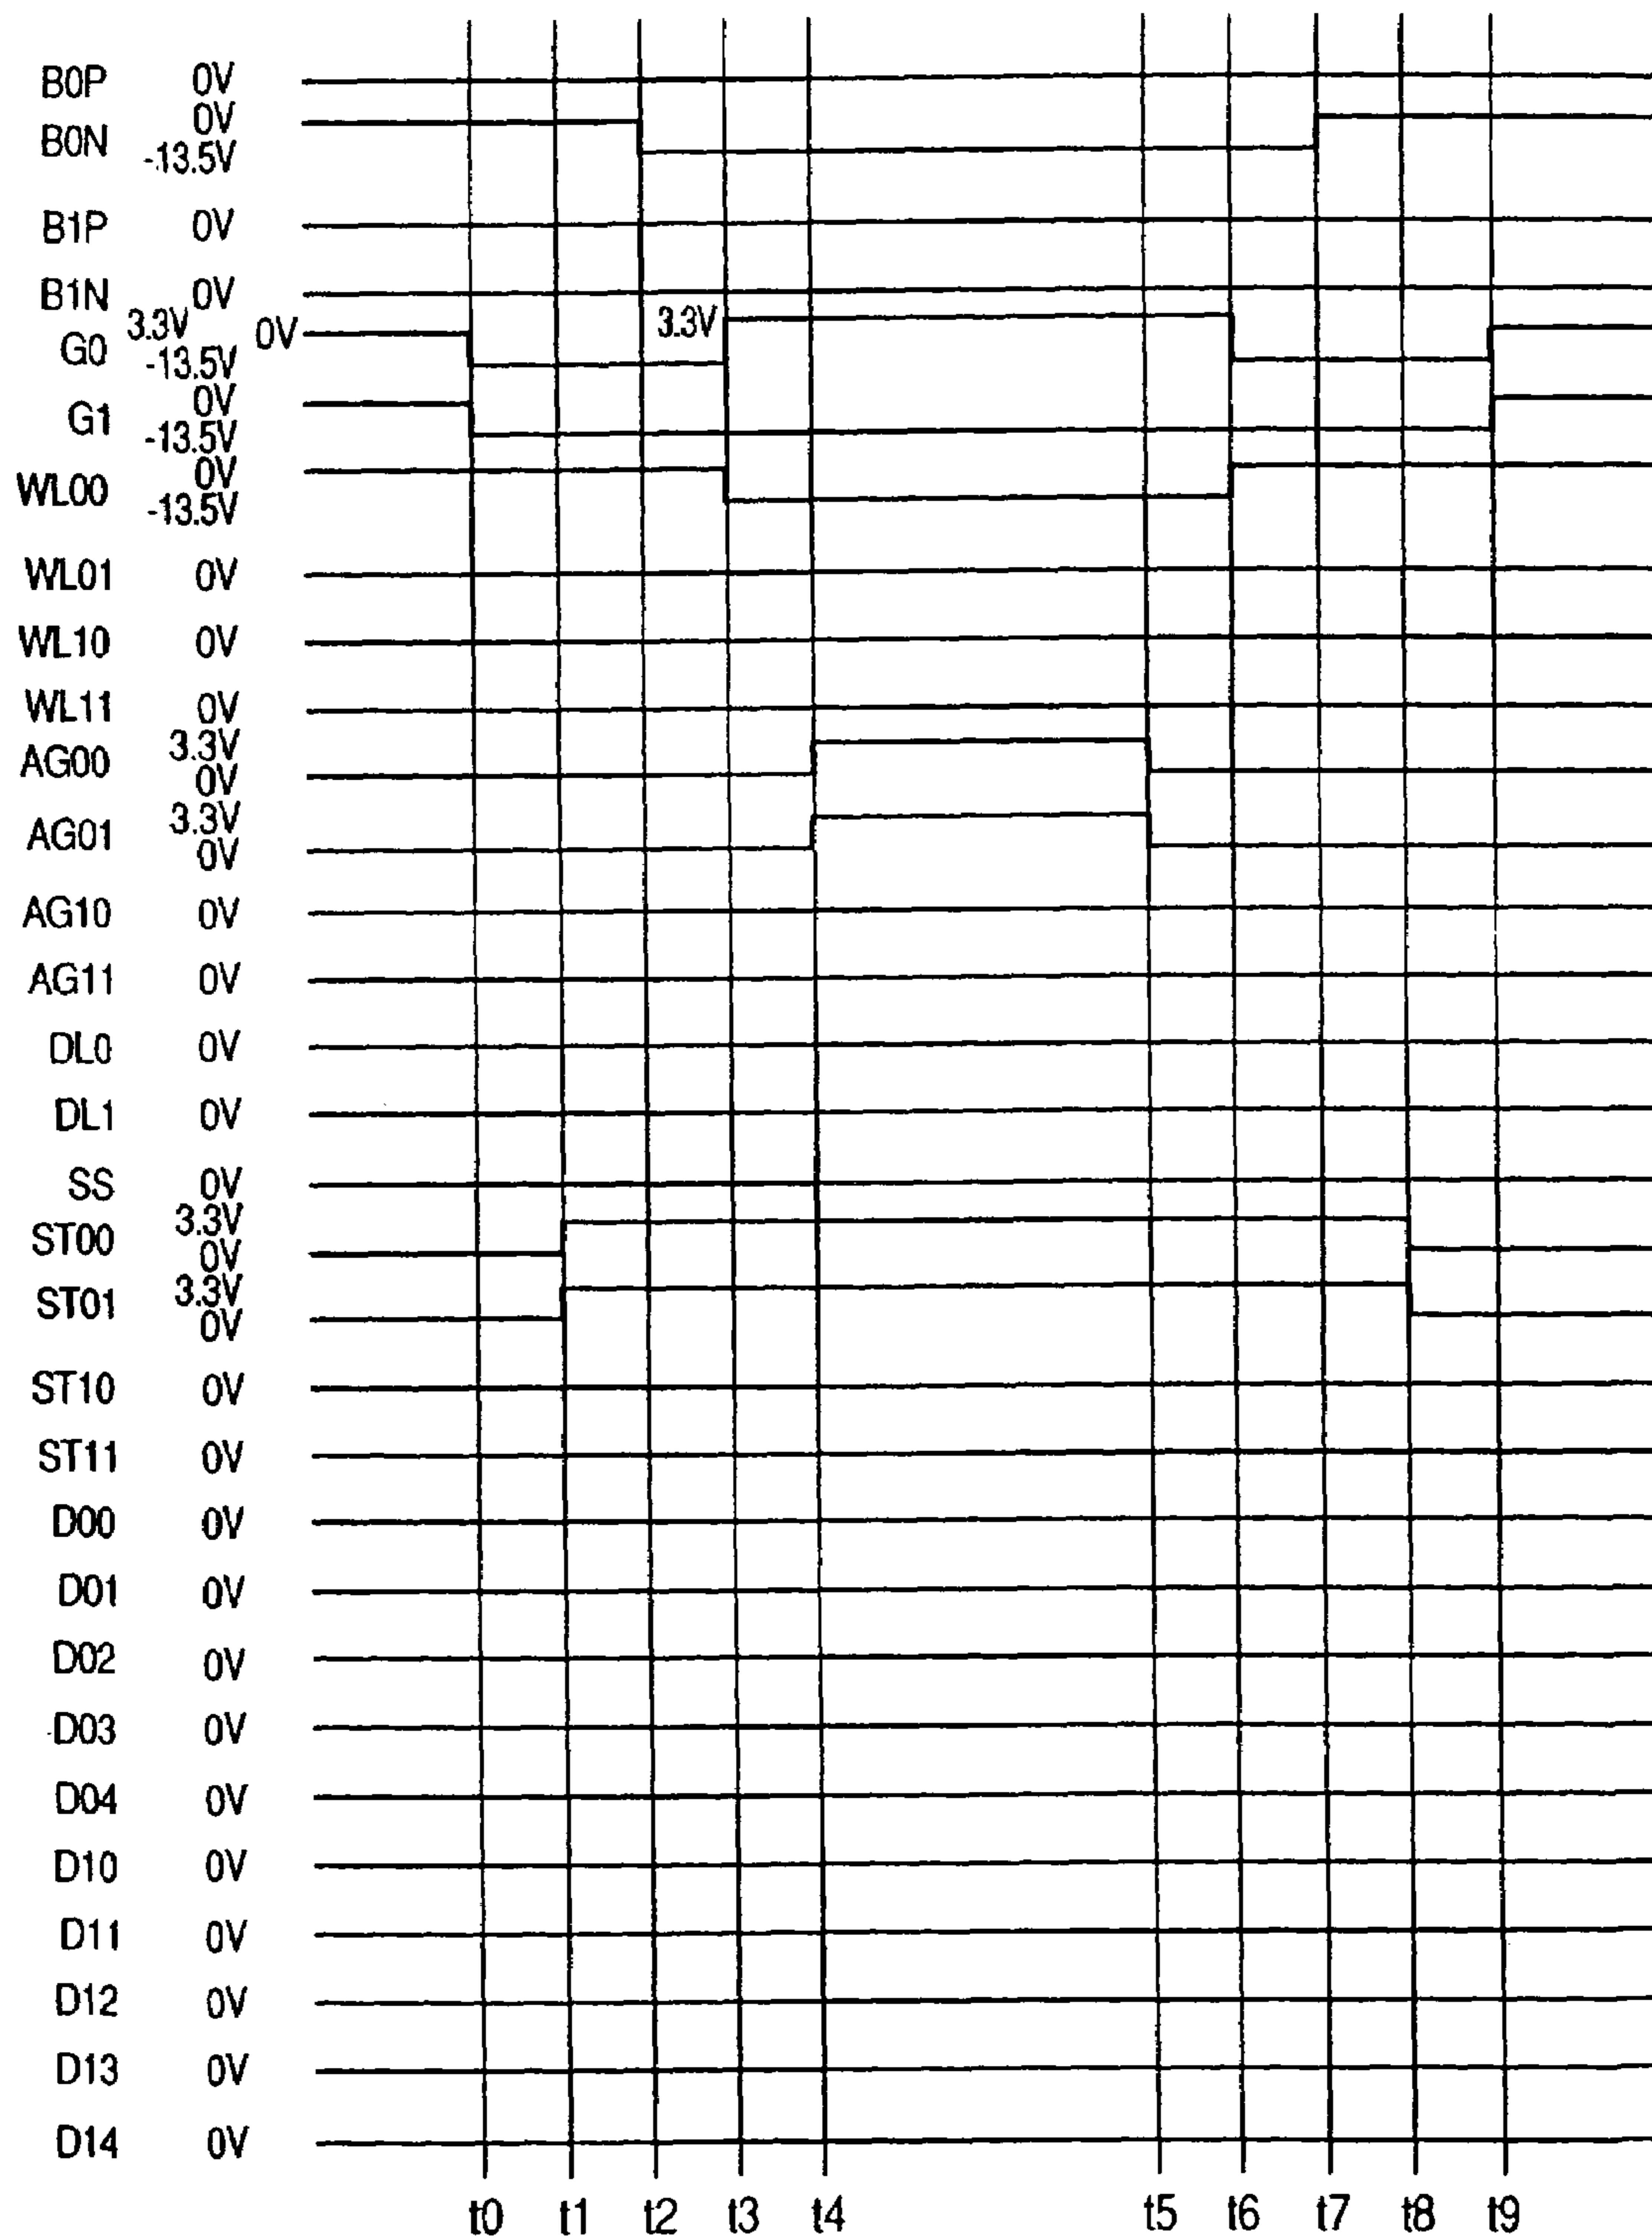 B0P 0V
B0N 0V
-13.5V
B1P 0V
B1N 0V
G0 3.3V 0V 3.3V
-13.5V
G1 0V
-13.5V
WL00 0V
-13.5V
WL01 0V
WL10 0V
WL11 0V
AG00 3.3V
0V
AG01 3.3V
0V
AG10 0V
AG11 0V
DL0 0V
DL1 0V
SS 0V
ST00 3.3V
0V
ST01 3.3V
0V
ST10 0V
ST11 0V
D00 0V
D01 0V
D02 0V
D03 0V
D04 0V
D10 0V
D11 0V
D12 0V
D13 0V
D14 0V
t0 t1 t2 t3 t4 t5 t6 t7 t8 t9